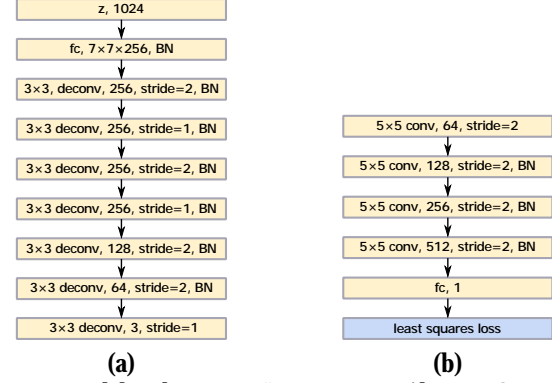 z, 1024
fc, 7×7×256, BN
3×3, deconv, 256, stride=2, BN
3×3 deconv, 256, stride=1, BN
3×3 deconv, 256, stride=2, BN
3×3 deconv, 256, stride=1, BN
3×3 deconv, 128, stride=2, BN
3×3 deconv, 64, stride=2, BN
3×3 deconv, 3, stride=1
(a)
5×5 conv, 64, stride=2
5×5 conv, 128, stride=2, BN
5×5 conv, 256, stride=2, BN
5×5 conv, 512, stride=2, BN
fc, 1
least squares loss
(b)